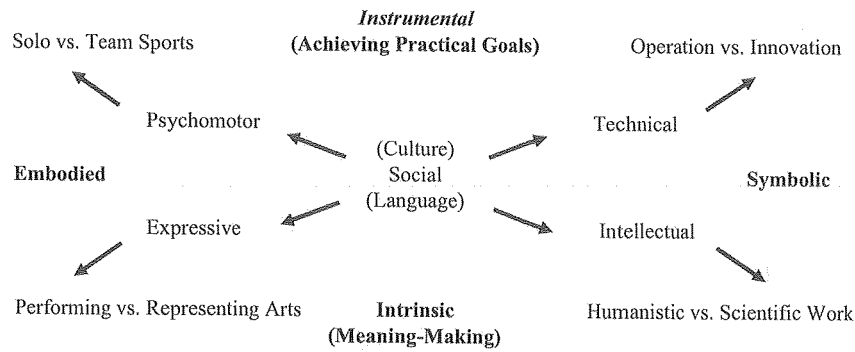 Instrumental
Solo vs. Team Sports
(Achieving Practical Goals)
Operation vs. Innovation
Psychomotor
Technical
(Culture)
Embodied
Social
Symbolic
(Language)
Expressive
Intellectual
Performing vs. Representing Arts
Intrinsic
Humanistic vs. Scientific Work
(Meaning-Making)